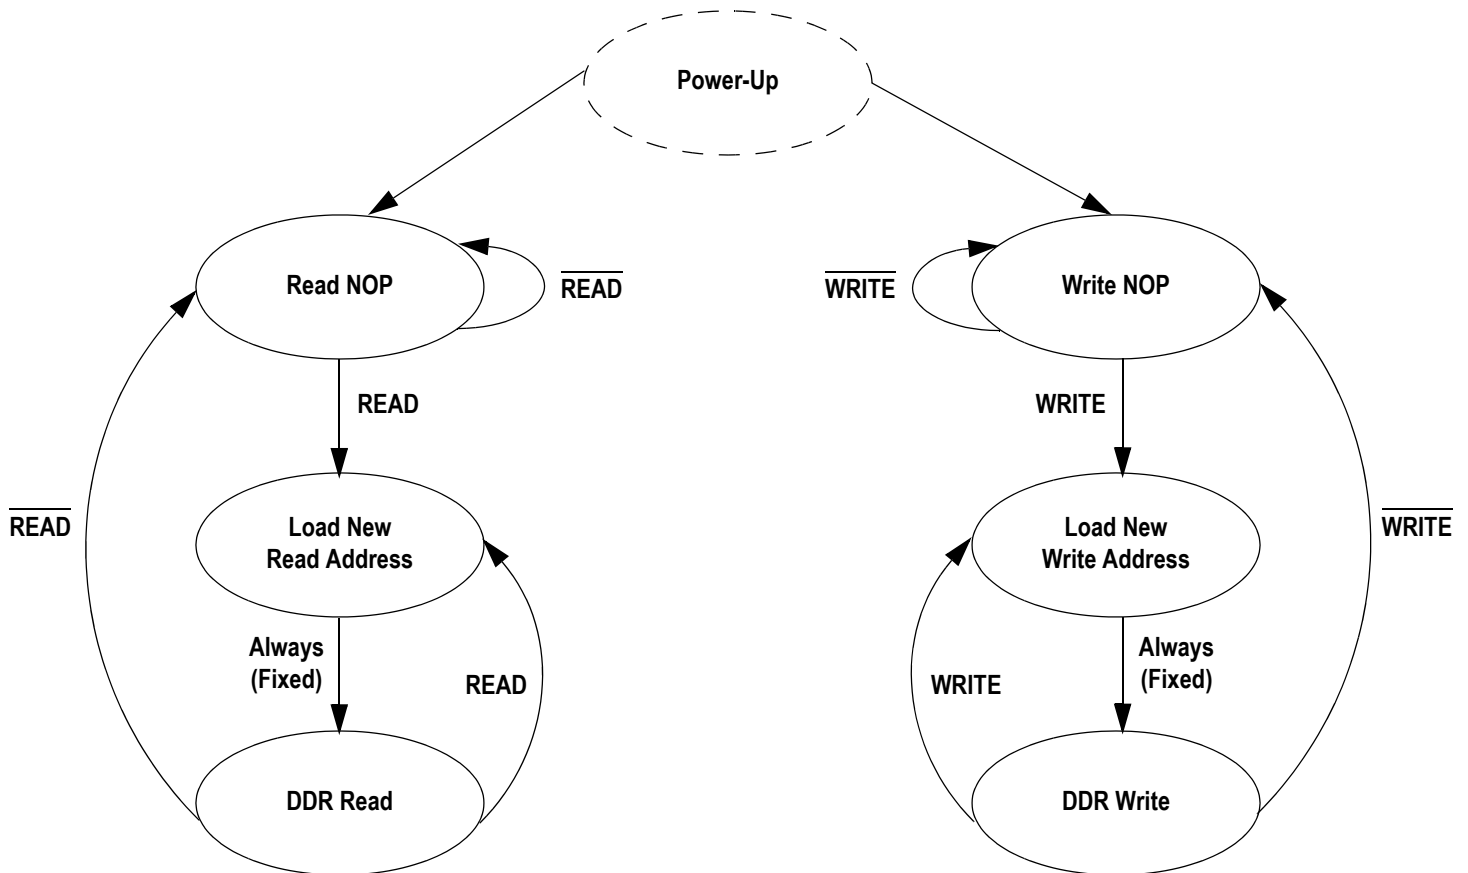 Power-Up
Read NOP
READ
WRITE
Write NOP
READ
WRITE
READ
Load New
Read Address
Load New
Write Address
WRITE
Always
(Fixed)
READ
WRITE
Always
(Fixed)
DDR Read
DDR Write